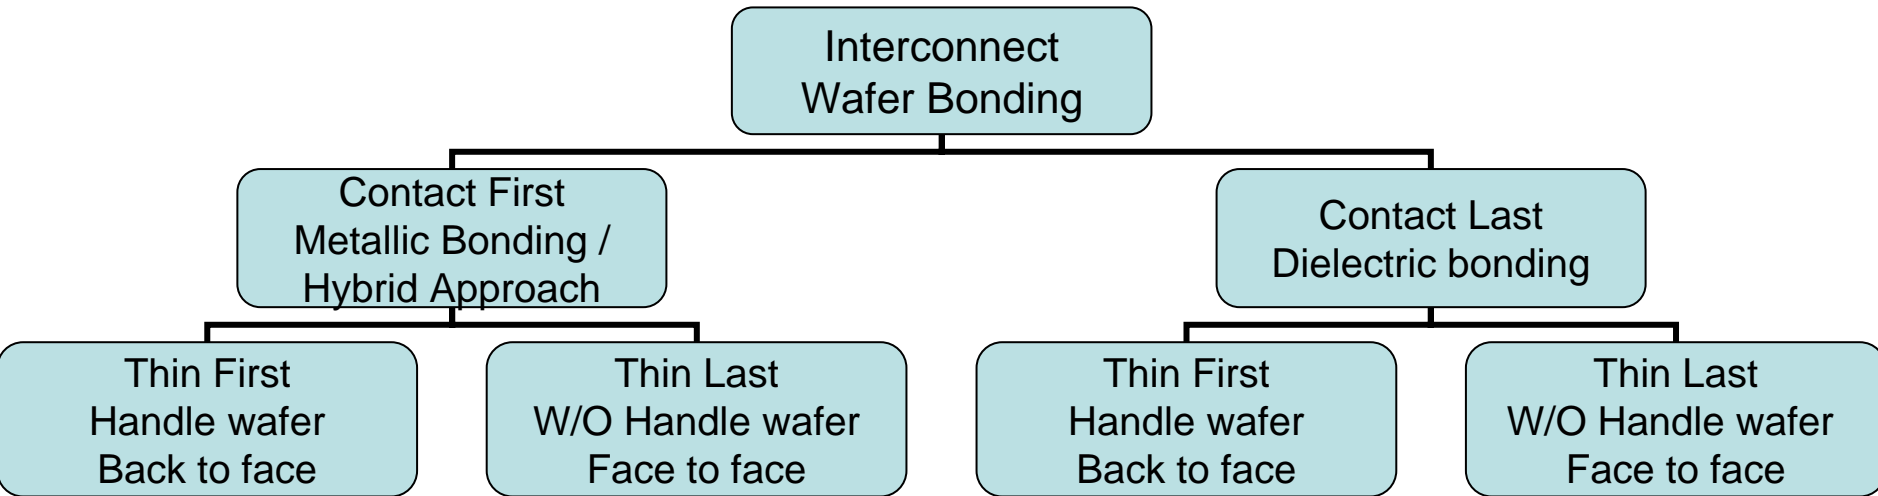 Interconnect
Wafer Bonding
Contact First
Metallic Bonding /
Hybrid Approach
Contact Last
Dielectric bonding
Thin First
Handle wafer
Back to face
Thin Last
W/O Handle wafer
Face to face
Thin First
Handle wafer
Back to face
Thin Last
W/O Handle wafer
Face to face